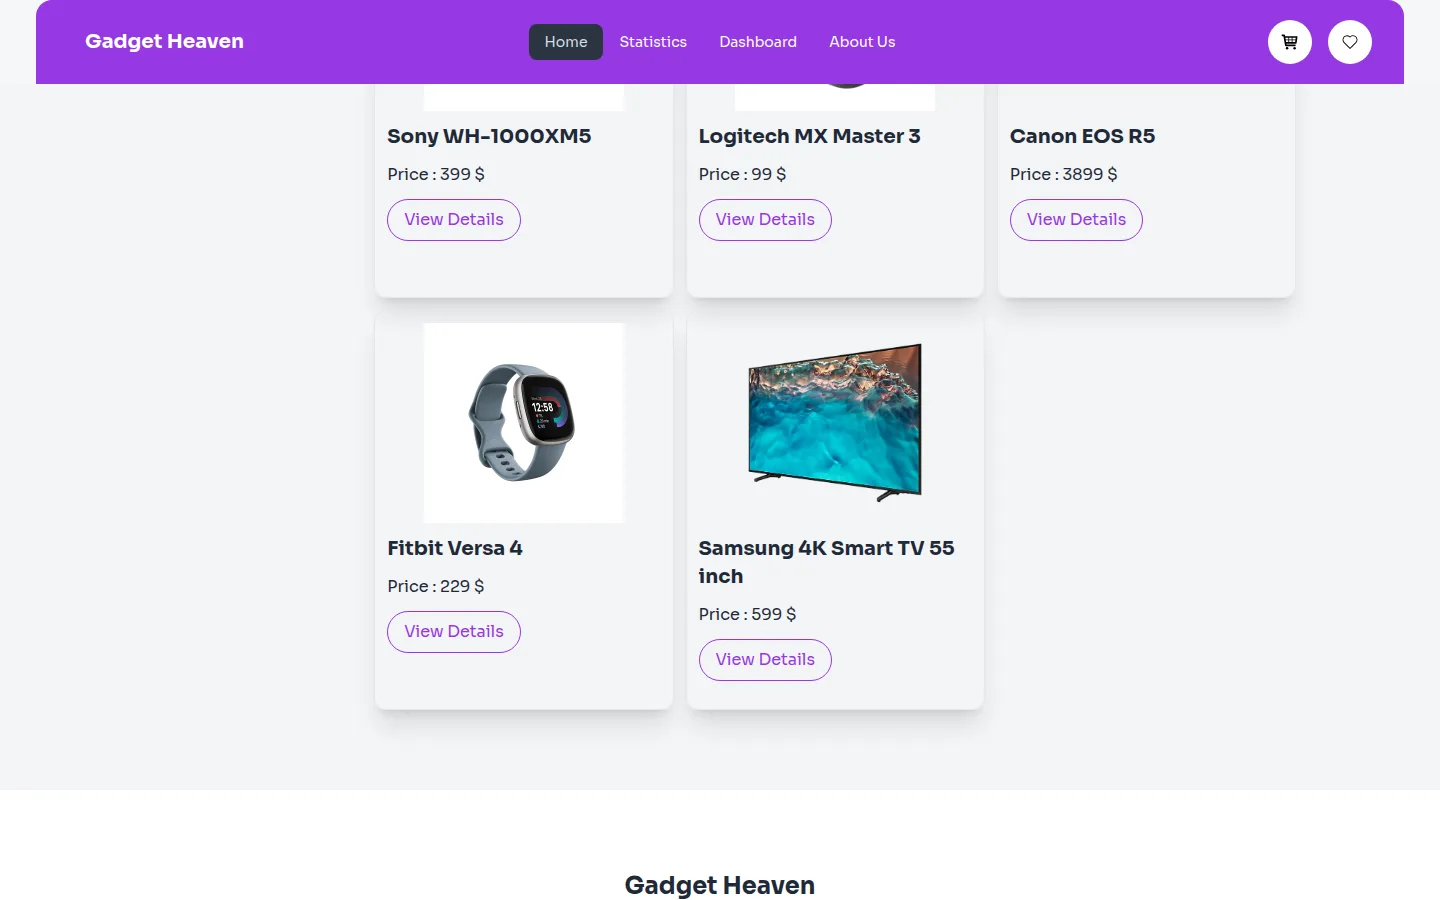 Gadget Heaven
Home
Statistics
Dashboard
About Us
Sony WH-1000XM5
Price : 399 $
View Details
Logitech MX Master 3
Price : 99 $
View Details
Canon EOS R5
Price : 3899 $
View Details
12:58
Fitbit Versa 4
Price : 229 $
View Details
Samsung 4K Smart TV 55
inch
Price : 599 $
View Details
Gadget Heaven